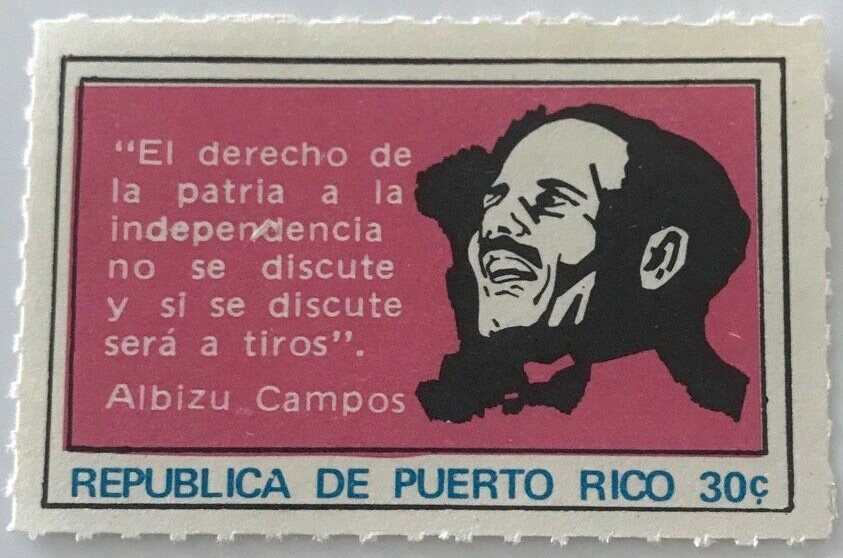 “El derecho de
la patria a la
independencia
no se discute
y si se discute
será a tiros”.
Albizu Campos
REPUBLICA DE PUERTO RICO 30¢